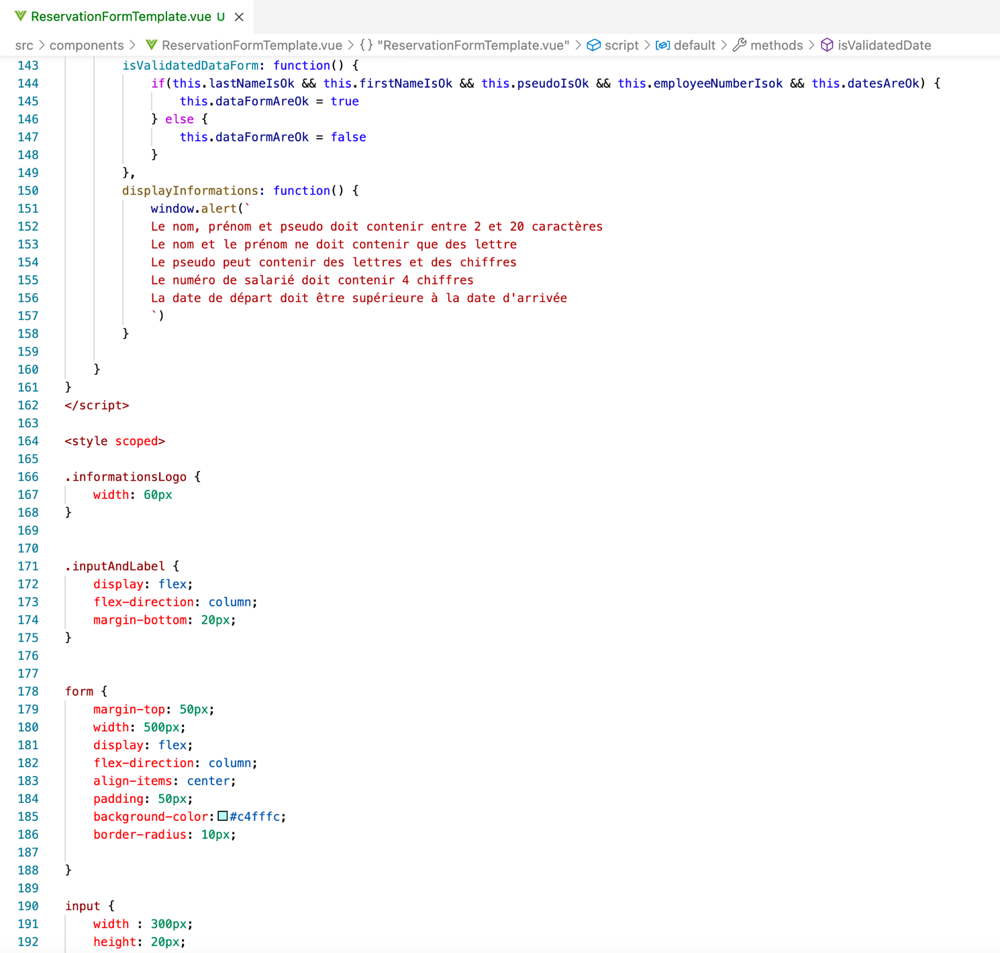 ReservationFormTemplate.vue U ×
src > components > ReservationFormTemplate.vue > {} "ReservationFormTemplate.vue" > script > default > methods > isValidatedDate
143 isValidatedDataForm: function() {
144 if(this.lastNameIsOk && this.firstNameIsOk && this.pseudoIsOk && this.employeeNumberIsok && this.datesAreOk) {
145 this.dataFormAreOk = true
146 } else {
147 this.dataFormAreOk = false
148 }
149 },
150 displayInformations: function() {
151 window.alert(`
152 Le nom, prénom et pseudo doit contenir entre 2 et 20 caractères
153 Le nom et le prénom ne doit contenir que des lettre
154 Le pseudo peut contenir des lettres et des chiffres
155 Le numéro de salarié doit contenir 4 chiffres
156 La date de départ doit être supérieure à la date d'arrivée
157 `)
158 }
159
160 }
161 }
162 </script>
163
164 <style scoped>
165
166 .informationsLogo {
167 width: 60px
168 }
169
170
171 .inputAndLabel {
172 display: flex;
173 flex-direction: column;
174 margin-bottom: 20px;
175 }
176
177
178 form {
179 margin-top: 50px;
180 width: 500px;
181 display: flex;
182 flex-direction: column;
183 align-items: center;
184 padding: 50px;
185 background-color: #c4fffc;
186 border-radius: 10px;
187
188 }
189
190 input {
191 width : 300px;
192 height: 20px;